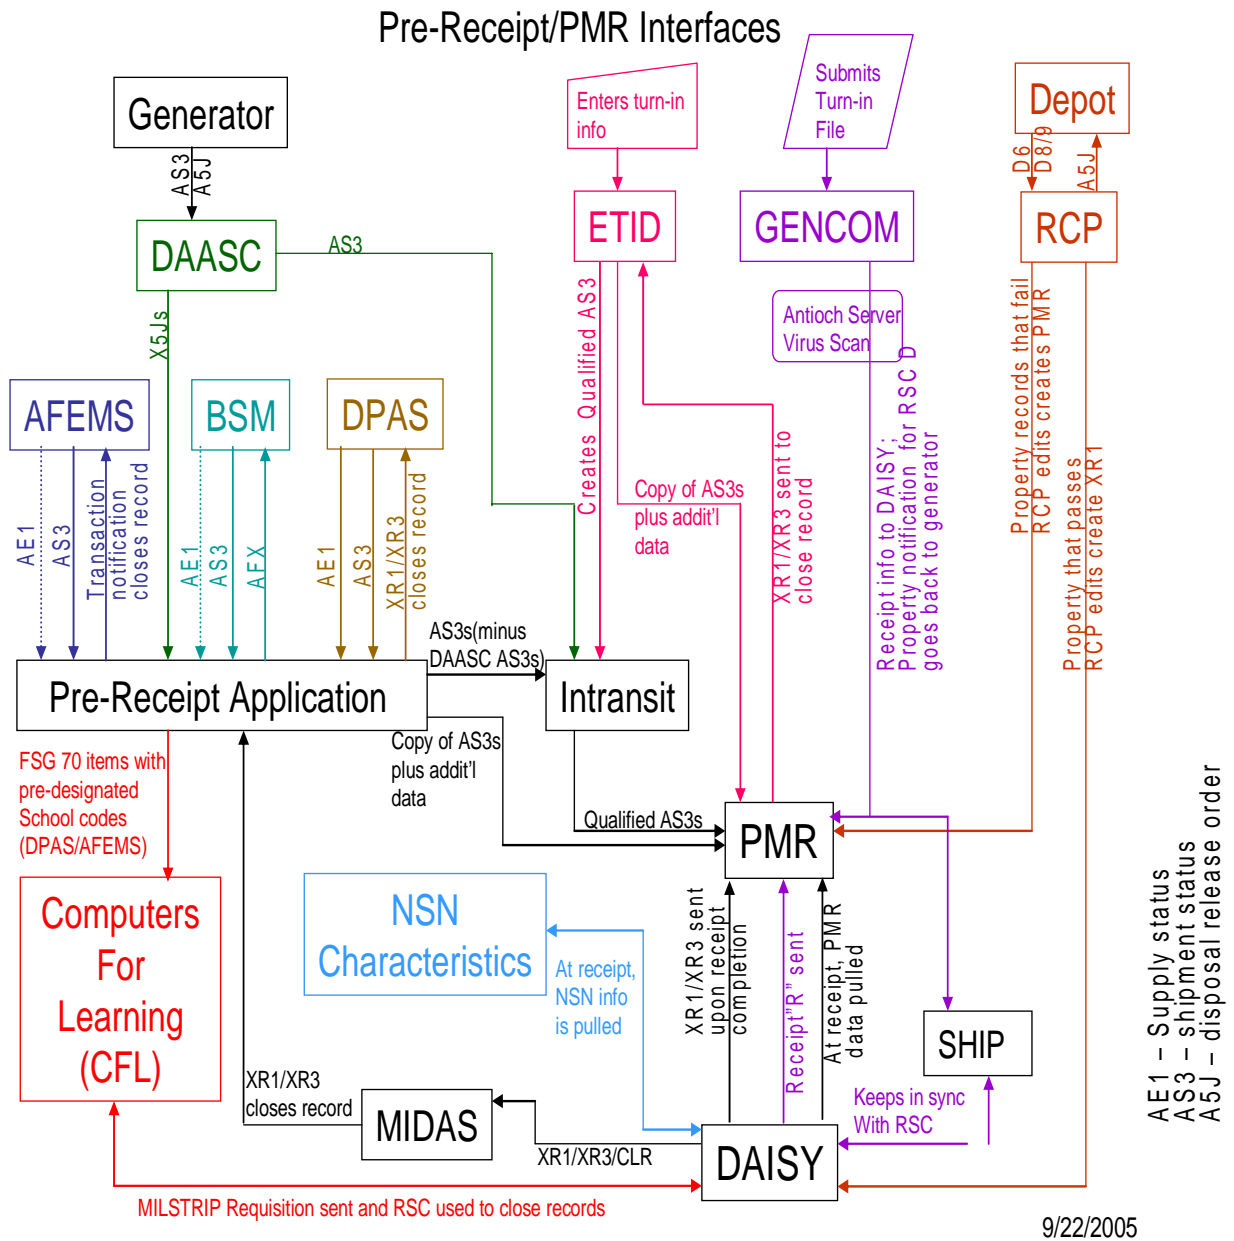 Pre-Receipt/PMR Interfaces
Generator
Enters turn-in
info
Submits
Turn-in
File
Depot
AS3
A5J
D6
D8/9
A5J
DAASC
AS3
ETID
GENCOM
RCP
X5Js
Creates Qualified AS3
Antioch Server
Virus Scan
Property records that fail
RCP edits creates PMR
AFEMS
BSM
DPAS
Receipt info to DAISY;
Property notification for RSC D
goes back to generator
Property that passes
RCP edits create XR1
XR1/XR3 sent to
close record
Copy of AS3s
plus addit'l
data
AE1
AS3
Transaction
notification
closes record
AE1
AS3
AFX
AE1
AS3
XR1/XR3
closes record
AS3s(minus
DAASC AS3s)
Pre-Receipt Application
Intransit
FSG 70 items with
pre-designated
School codes
(DPAS/AFEMS)
Copy of AS3s
plus addit'l
data
Qualified AS3s
PMR
Computers
For
Learning
(CFL)
NSN
Characteristics
At receipt,
NSN info
is pulled
XR1/XR3 sent
upon receipt
completion
Receipt"R" sent
At receipt, PMR
data pulled
SHIP
XR1/XR3
closes record
MIDAS
XR1/XR3/CLR
DAISY
Keeps in sync
With RSC
MILSTRIP Requisition sent and RSC used to close records
AE1 – Supply status
AS3 – shipment status
A5J – disposal release order
9/22/2005